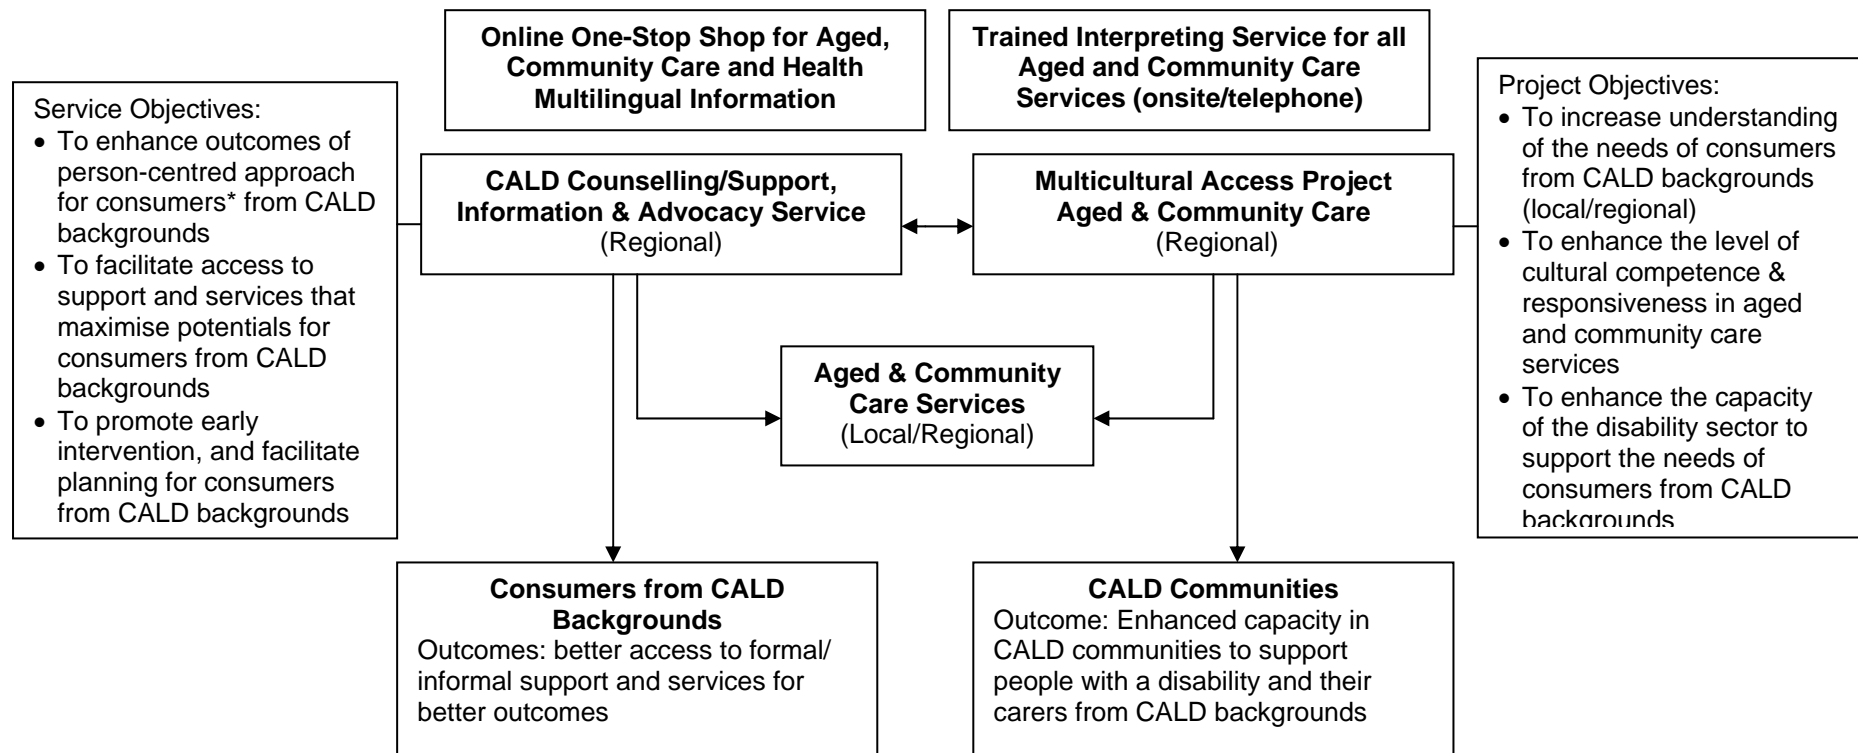 Online One-Stop Shop for Aged,
Community Care and Health
Multilingual Information
Trained Interpreting Service for all
Aged and Community Care
Services (onsite/telephone)
Service Objectives:
• To enhance outcomes of
person-centred approach
for consumers* from CALD
backgrounds
• To facilitate access to
support and services that
maximise potentials for
consumers from CALD
backgrounds
• To promote early
intervention, and facilitate
planning for consumers
from CALD backgrounds
CALD Counselling/Support,
Information & Advocacy Service
(Regional)
Multicultural Access Project
Aged & Community Care
(Regional)
Project Objectives:
• To increase understanding
of the needs of consumers
from CALD backgrounds
(local/regional)
• To enhance the level of
cultural competence &
responsiveness in aged
and community care
services
• To enhance the capacity
of the disability sector to
support the needs of
consumers from CALD
backgrounds
Aged & Community
Care Services
(Local/Regional)
Consumers from CALD
Backgrounds
Outcomes: better access to formal/
informal support and services for
better outcomes
CALD Communities
Outcome: Enhanced capacity in
CALD communities to support
people with a disability and their
carers from CALD backgrounds